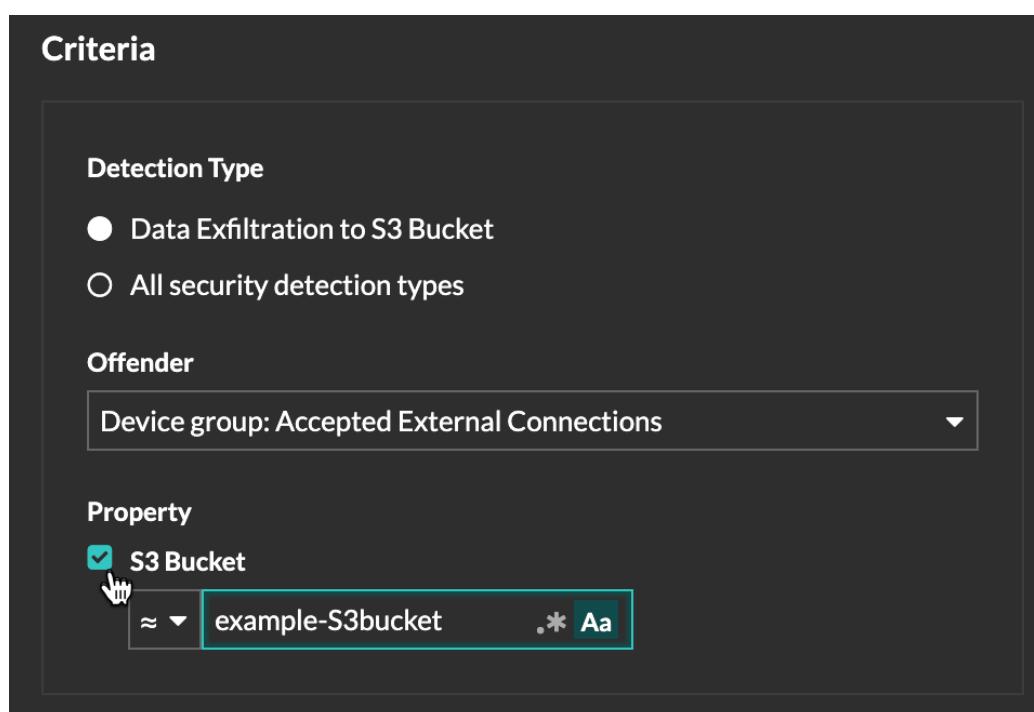 Criteria
Detection Type
Data Exfiltration to S3 Bucket
All security detection types
Offender
Device group: Accepted External Connections
Property
S3 Bucket
≈ example-S3bucket .* Aa